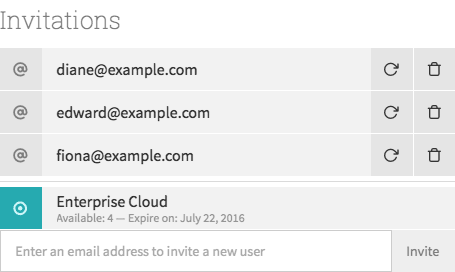 Invitations
@ diane@example.com
@ edward@example.com
@ fiona@example.com
Enterprise Cloud
Available: 4 — Expire on: July 22, 2016
Enter an email address to invite a new user Invite